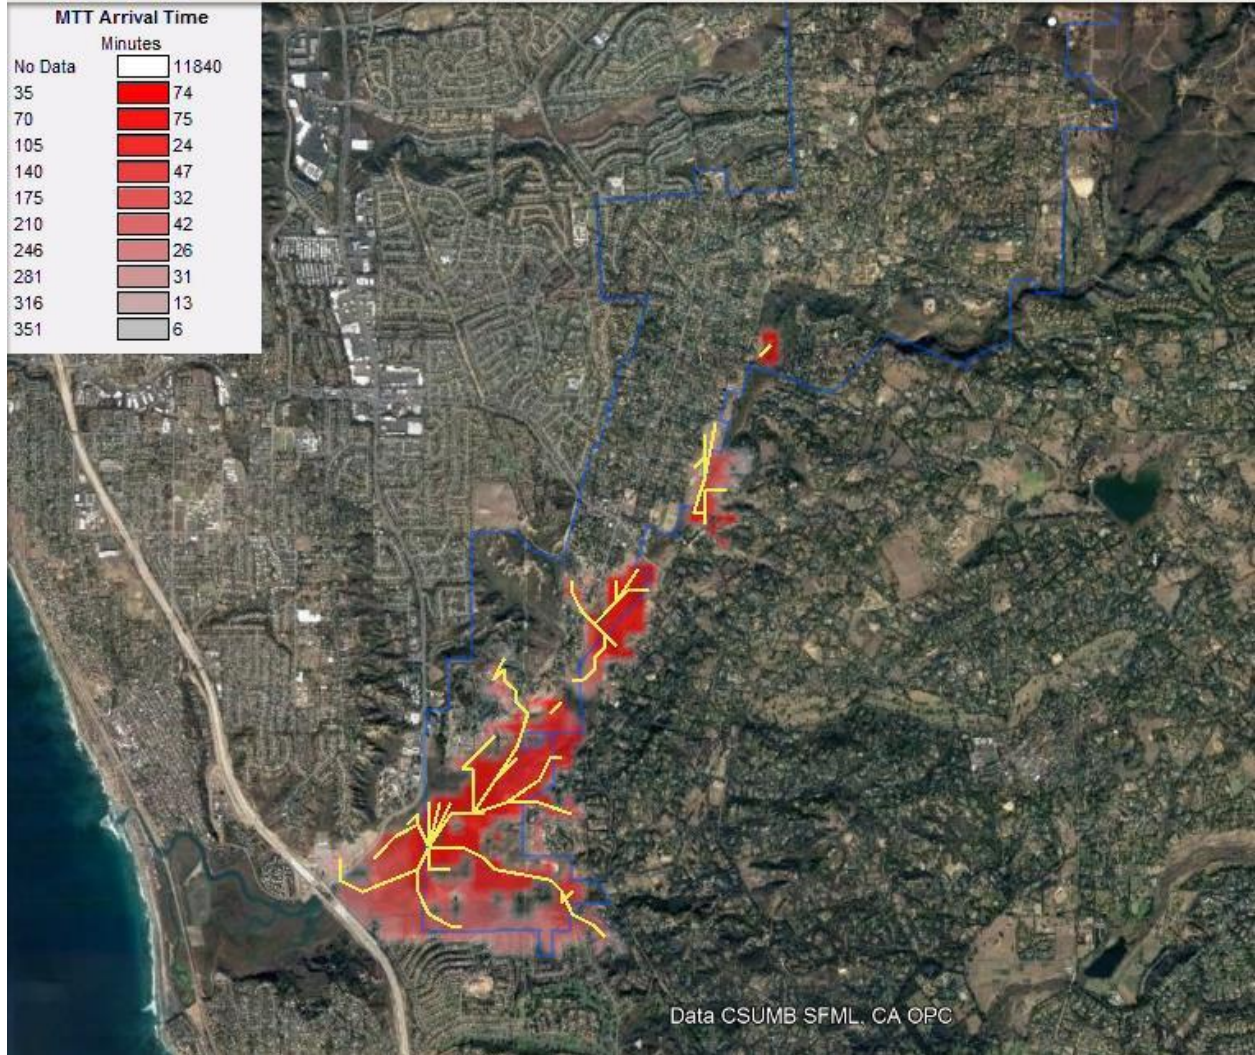 MTT Arrival Time
Minutes
No Data 11840
35 74
70 75
105 24
140 47
175 32
210 42
246 26
281 31
316 13
351 6
Data CSUMB SFML, CA OPC